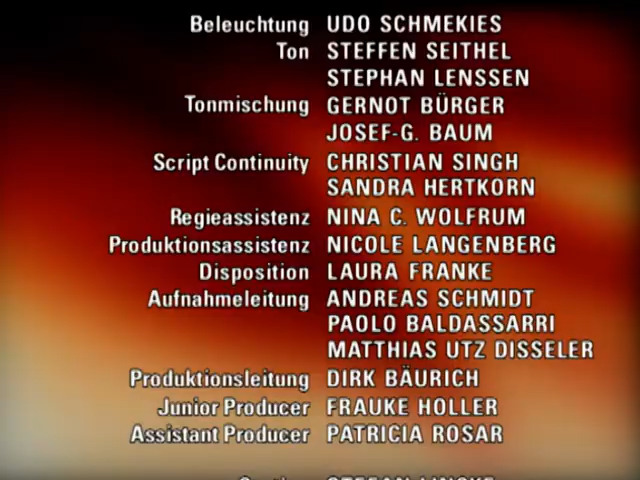 Beleuchtung UDO SCHMEKIES
Ton STEFFEN SEITHEL
STEPHAN LENSSEN
Tonmischung GERNOT BÜRGER
JOSEF-G. BAUM
Script Continuity CHRISTIAN SINGH
SANDRA HERTKORN
Regieassistenz NINA C. WOLFRUM
Produktionsassistenz NICOLE LANGENBERG
Disposition LAURA FRANKE
Aufnahmeleitung ANDREAS SCHMIDT
PAOLO BALDASSARRI
MATTHIAS UTZ DISSELER
Produktionsleitung DIRK BÄURICH
Junior Producer FRAUKE HOLLER
Assistant Producer PATRICIA ROSAR